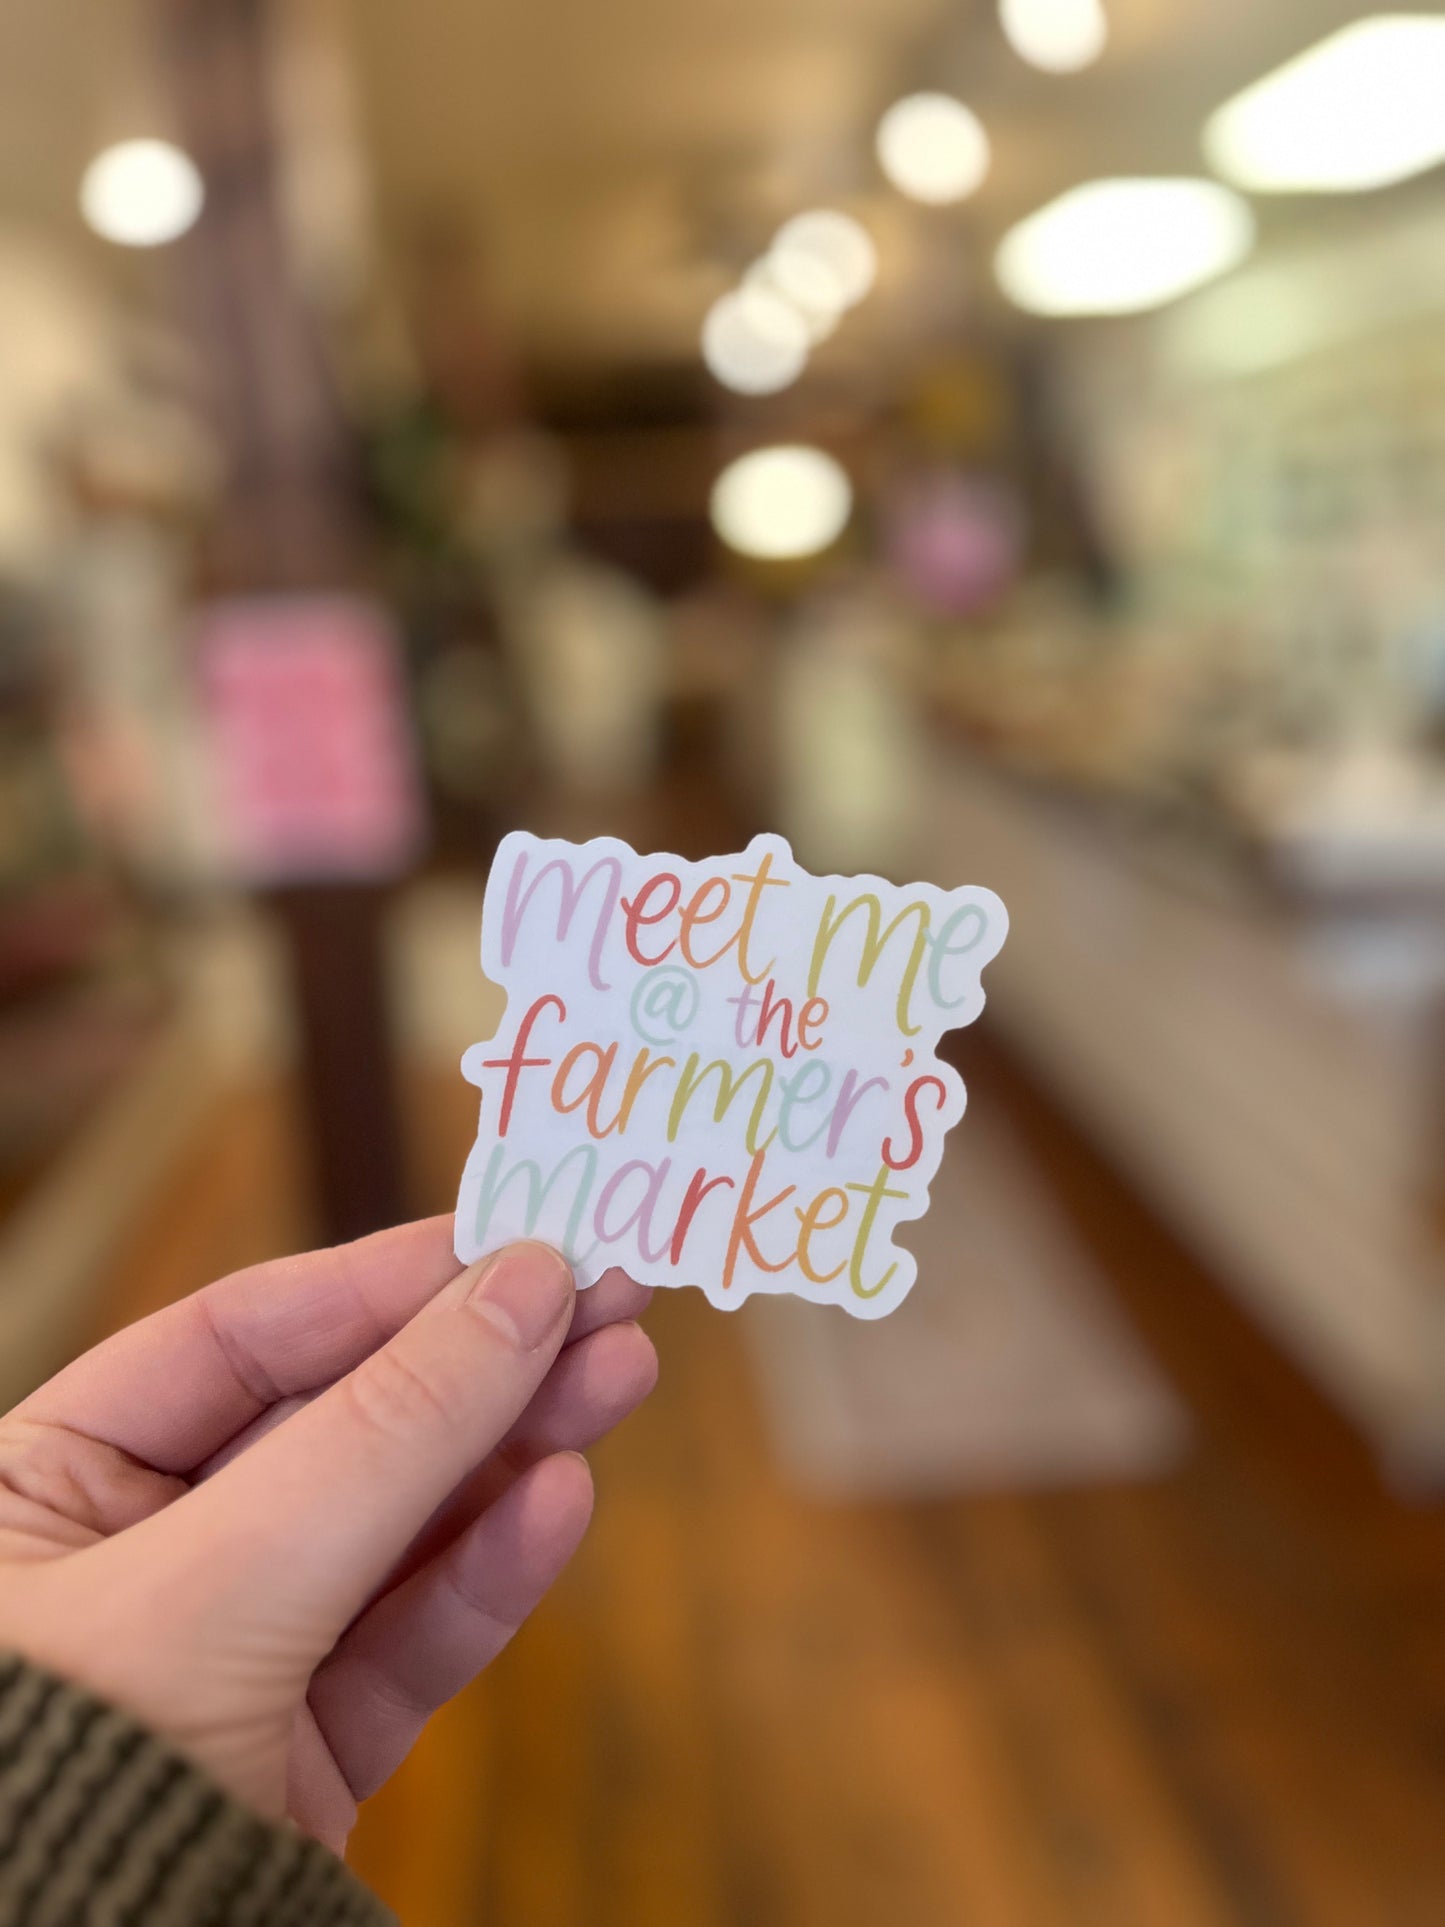 meet me
@ the
farmer's
market